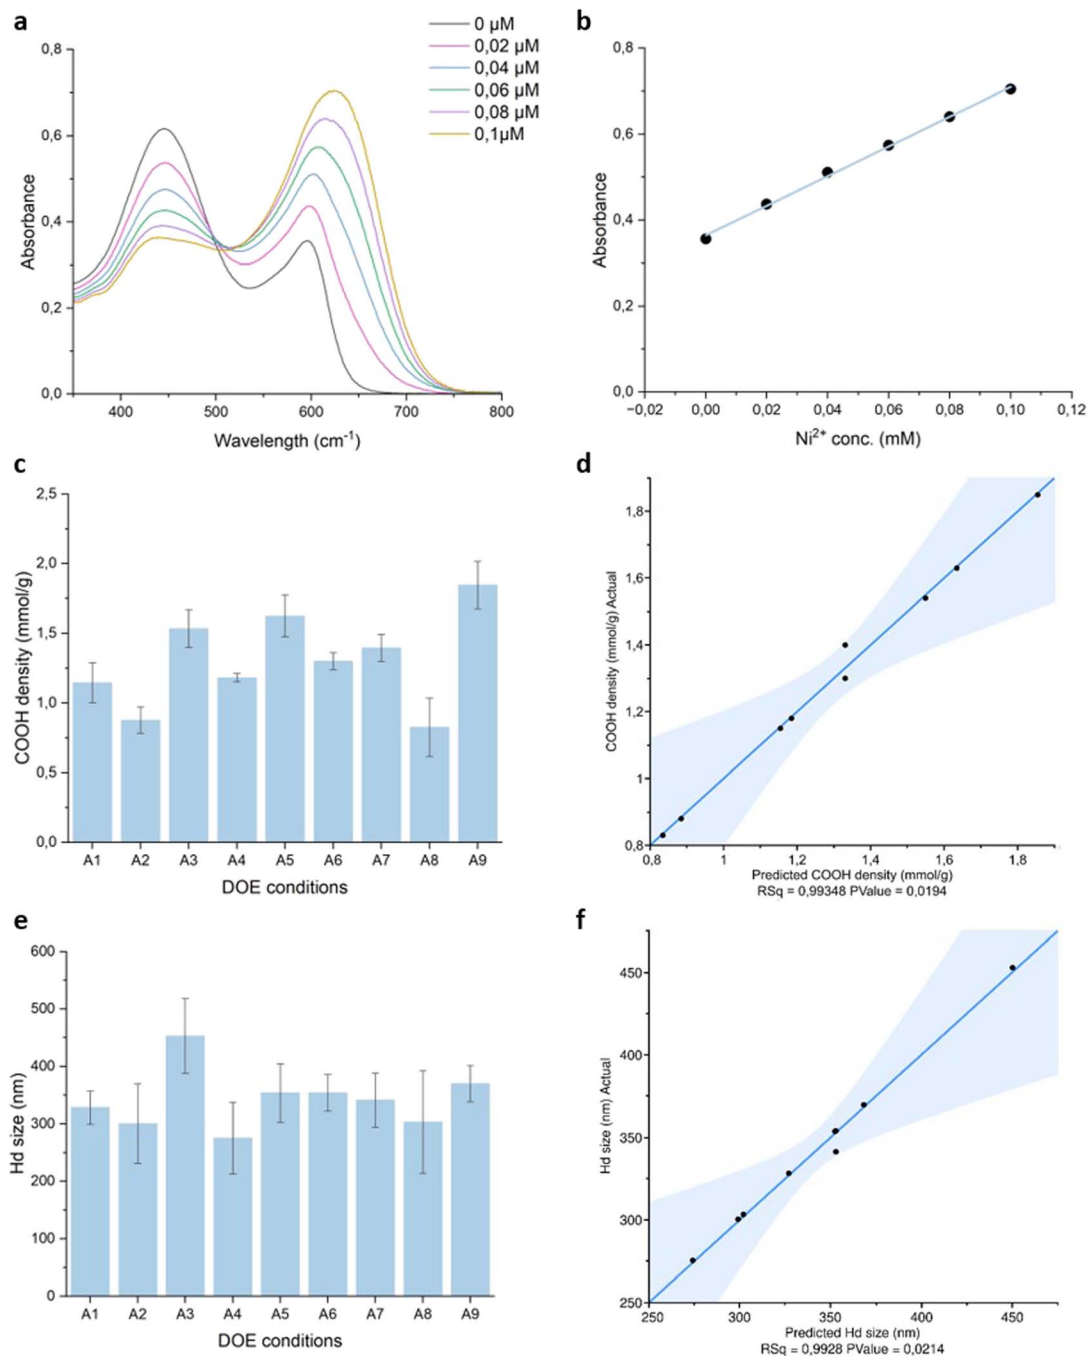 a
0 µM
0,02 µM
0,04 µM
0,06 µM
0,08 µM
0,1µM
0,8
0,6
0,4
0,2
0,0
Absorbance
400 500 600 700 800
Wavelength (cm⁻¹)
b
0,8
0,6
0,4
0,2
0,0
Absorbance
−0,02 0,00 0,02 0,04 0,06 0,08 0,10 0,12
Ni²⁺ conc. (mM)
c
2,5
2,0
1,5
1,0
0,5
0,0
COOH density (mmol/g)
A1 A2 A3 A4 A5 A6 A7 A8 A9
DOE conditions
d
1,8
1,6
1,4
1,2
1
0,8
COOH density (mmol/g) Actual
0,8 1 1,2 1,4 1,6 1,8
Predicted COOH density (mmol/g)
RSq = 0,99348 PValue = 0,0194
e
600
500
400
300
200
100
0
Hd size (nm)
A1 A2 A3 A4 A5 A6 A7 A8 A9
DOE conditions
f
450
400
350
300
250
Hd size (nm) Actual
250 300 350 400 450
Predicted Hd size (nm)
RSq = 0,9928 PValue = 0,0214